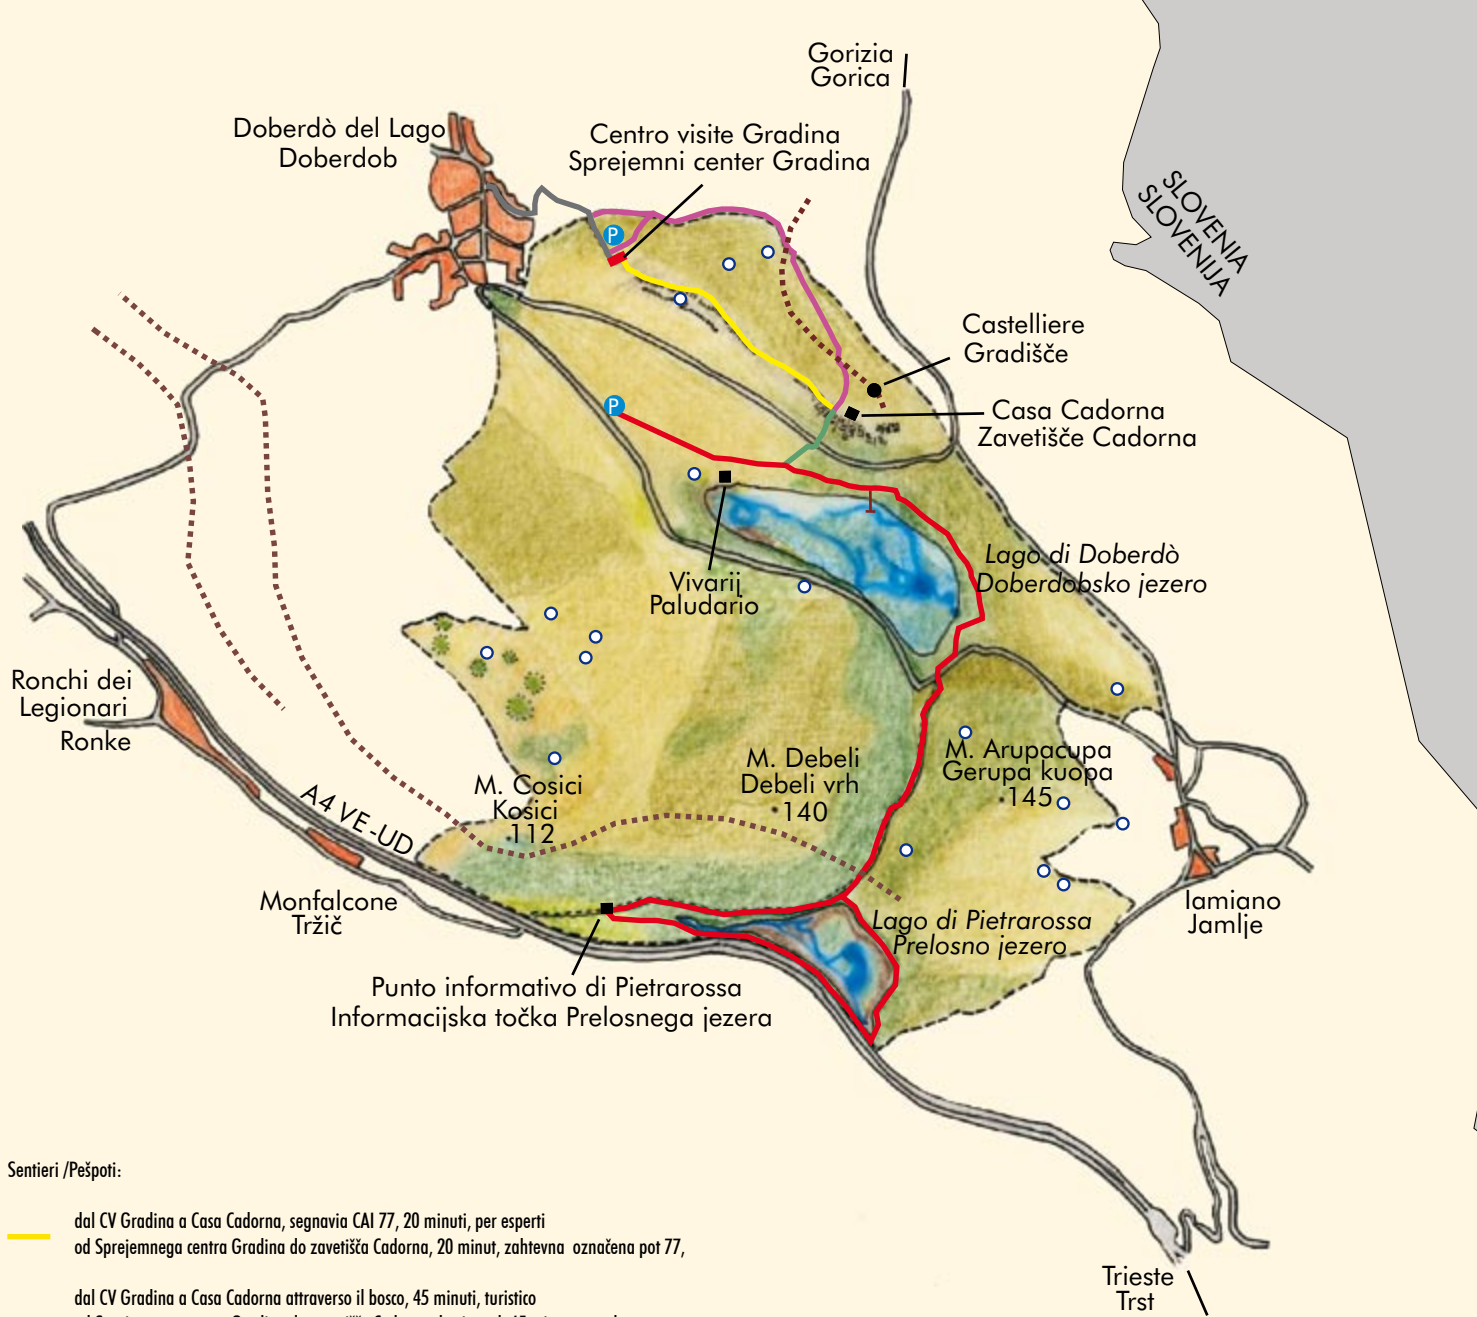 Gorizia
Gorica
Doberdò del Lago
Doberdob
Centro visite Gradina
Sprejemni center Gradina
SLOVENIA
SLOVENIJA
P
Castelliere
Gradišče
P
Casa Cadorna
Zavetišče Cadorna
Lago di Doberdò
Doberdobsko jezero
Vivarij
Paludario
Ronchi dei
Legionari
Ronke
M. Debeli
Debeli vrh
140
M. Arupacupa
Gerupa kuopa
145
M. Cosici
Kosici
112
A4 VE-UD
Monfalcone
Tržič
Iamiano
Jamlje
Lago di Pietrarossa
Prelosno jezero
Punto informativo di Pietrarossa
Informacijska točka Prelosnega jezera
Sentieri /Pešpoti:
dal CV Gradina a Casa Cadorna, segnavia CAI 77, 20 minuti, per esperti
od Sprejemnega centra Gradina do zavetišča Cadorna, 20 minut, zahtevna označena pot 77,
dal CV Gradina a Casa Cadorna attraverso il bosco, 45 minuti, turistico
Trieste
Trst